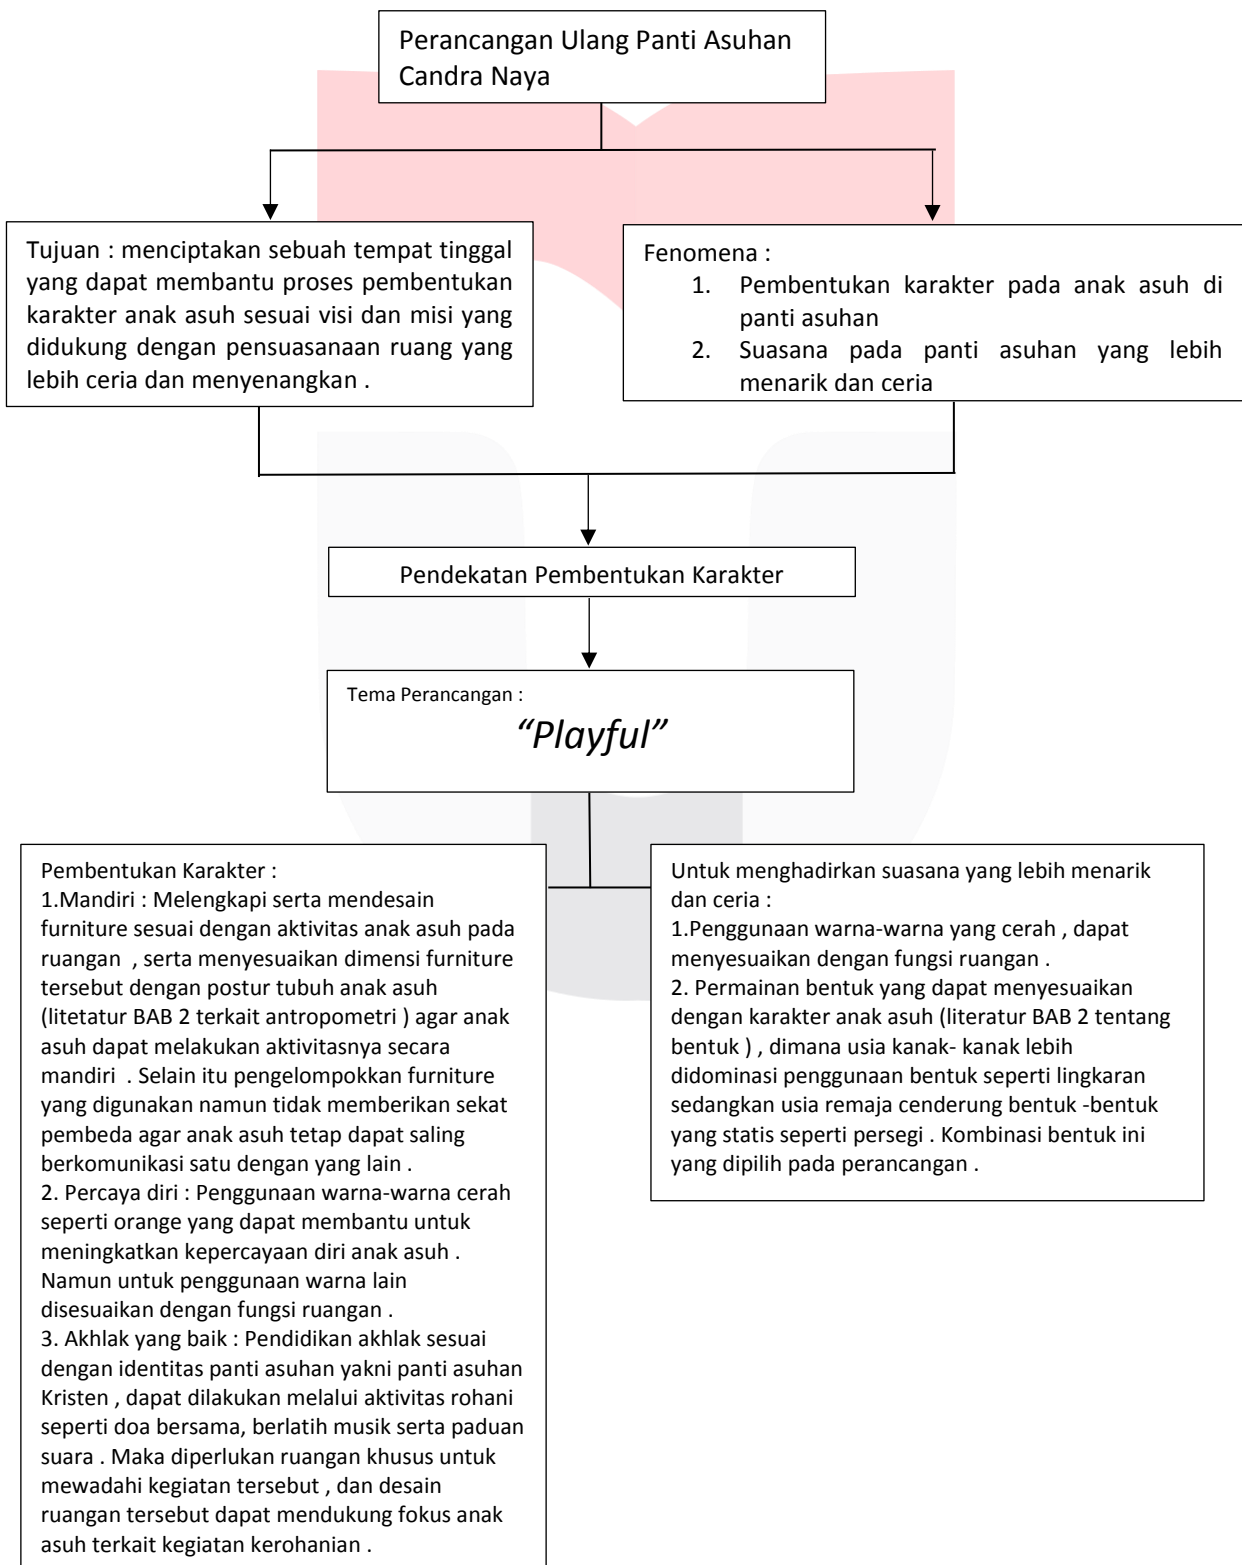 Perancangan Ulang Panti Asuhan
Candra Naya
Tujuan : menciptakan sebuah tempat tinggal
yang dapat membantu proses pembentukan
karakter anak asuh sesuai visi dan misi yang
didukung dengan pensuasanaan ruang yang
lebih ceria dan menyenangkan .
Fenomena :
1. Pembentukan karakter pada anak asuh di
panti asuhan
2. Suasana pada panti asuhan yang lebih
menarik dan ceria
Pendekatan Pembentukan Karakter
Tema Perancangan :
“Playful”
Pembentukan Karakter :
1.Mandiri : Melengkapi serta mendesain
furniture sesuai dengan aktivitas anak asuh pada
ruangan , serta menyesuaikan dimensi furniture
tersebut dengan postur tubuh anak asuh
(litetatur BAB 2 terkait antropometri ) agar anak
asuh dapat melakukan aktivitasnya secara
mandiri . Selain itu pengelompokkan furniture
yang digunakan namun tidak memberikan sekat
pembeda agar anak asuh tetap dapat saling
berkomunikasi satu dengan yang lain .
2. Percaya diri : Penggunaan warna-warna cerah
seperti orange yang dapat membantu untuk
meningkatkan kepercayaan diri anak asuh .
Namun untuk penggunaan warna lain
disesuaikan dengan fungsi ruangan .
3. Akhlak yang baik : Pendidikan akhlak sesuai
dengan identitas panti asuhan yakni panti asuhan
Kristen , dapat dilakukan melalui aktivitas rohani
seperti doa bersama, berlatih musik serta paduan
suara . Maka diperlukan ruangan khusus untuk
mewadahi kegiatan tersebut , dan desain
ruangan tersebut dapat mendukung fokus anak
asuh terkait kegiatan kerohanian .
Untuk menghadirkan suasana yang lebih menarik
dan ceria :
1.Penggunaan warna-warna yang cerah , dapat
menyesuaikan dengan fungsi ruangan .
2. Permainan bentuk yang dapat menyesuaikan
dengan karakter anak asuh (literatur BAB 2 tentang
bentuk ) , dimana usia kanak- kanak lebih
didominasi penggunaan bentuk seperti lingkaran
sedangkan usia remaja cenderung bentuk -bentuk
yang statis seperti persegi . Kombinasi bentuk ini
yang dipilih pada perancangan .